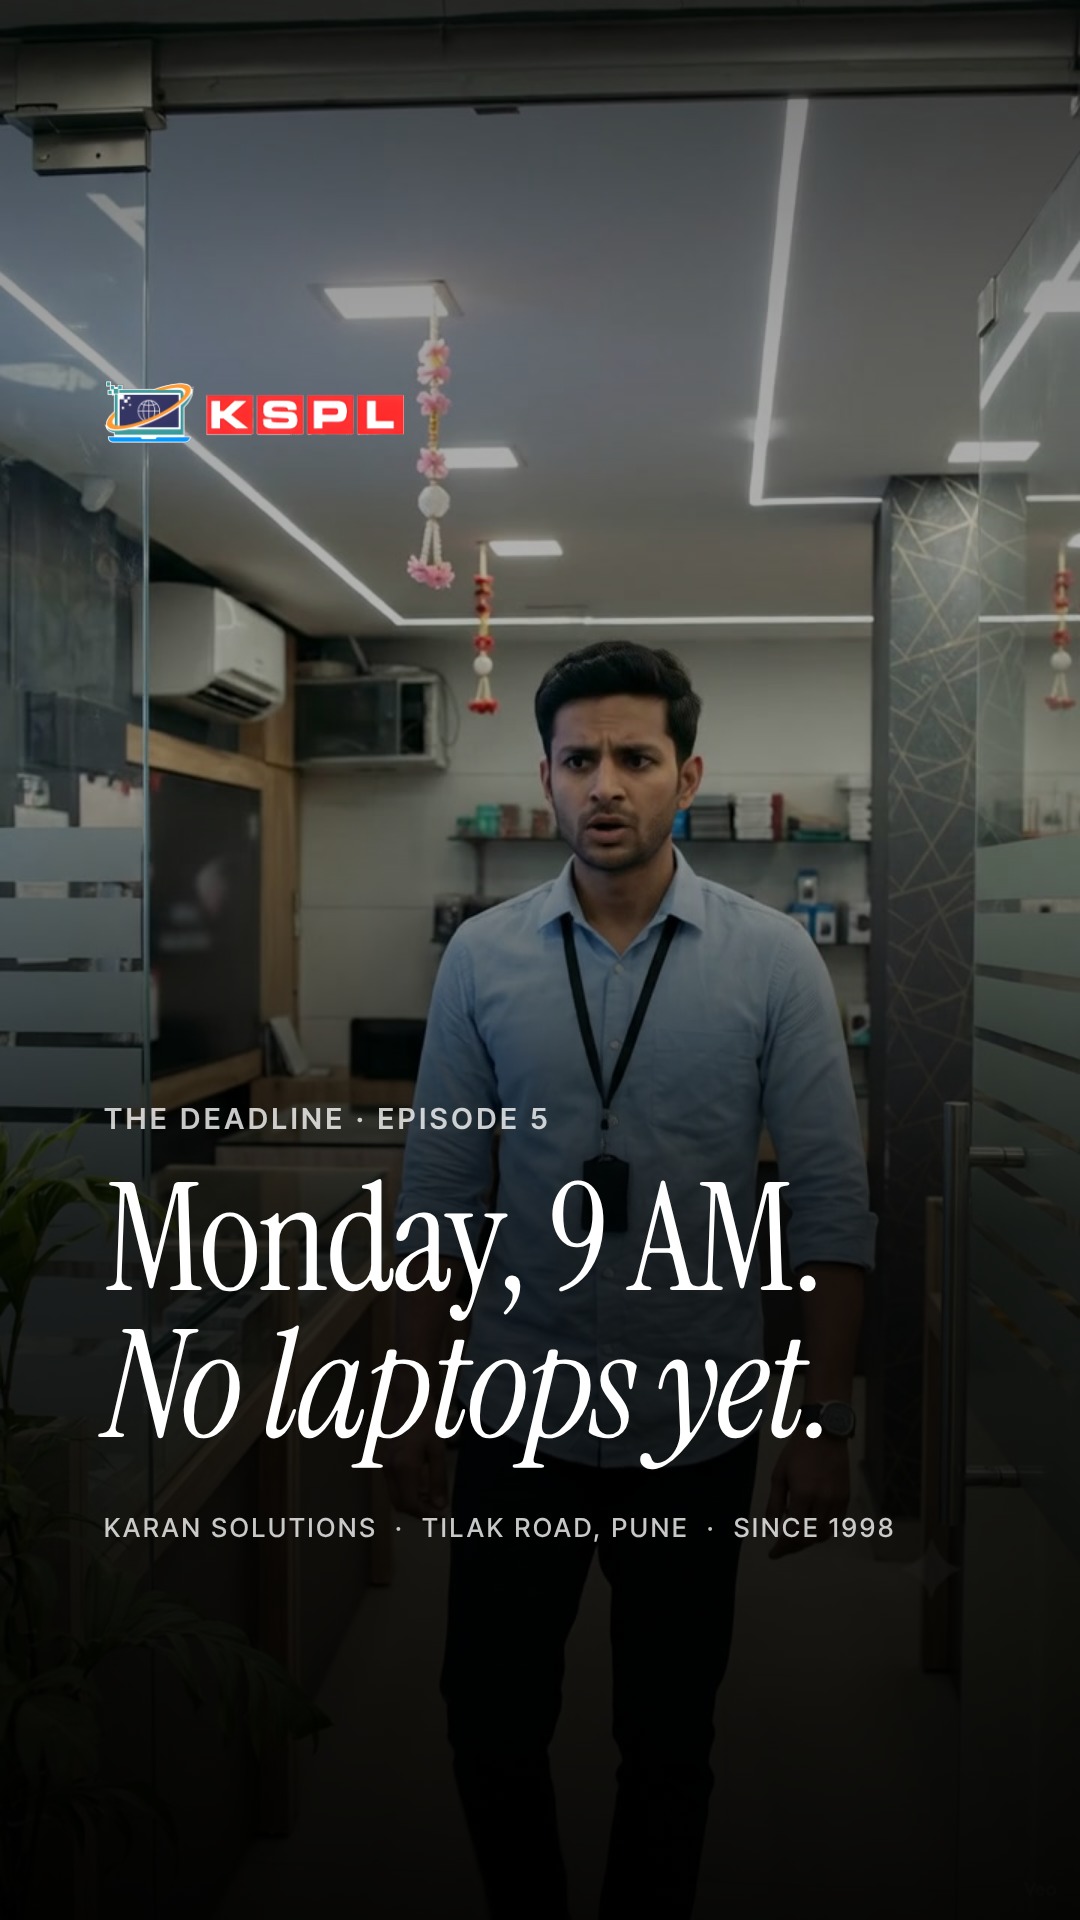 KSPL
THE DEADLINE · EPISODE 5
Monday, 9 AM.
No laptops yet.
KARAN SOLUTIONS · TILAK ROAD, PUNE · SINCE 1998